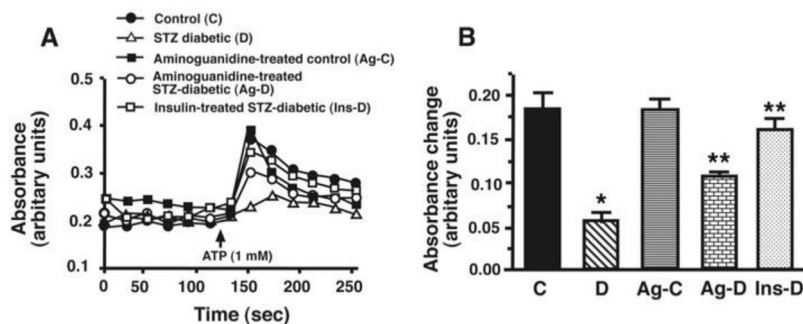 A
Control (C)
STZ diabetic (D)
Aminoguanidine-treated control (Ag-C)
Aminoguanidine-treated
STZ-diabetic (Ag-D)
Insulin-treated STZ-diabetic (Ins-D)
Absorbance
(arbitary units)
0.5
0.4
0.3
0.2
0.1
ATP (1 mM)
0 50 100 150 200 250
Time (sec)
B
Absorbance change
(arbitary units)
0.20
0.15
0.10
0.05
0.00
*
**
**
C D Ag-C Ag-D Ins-D